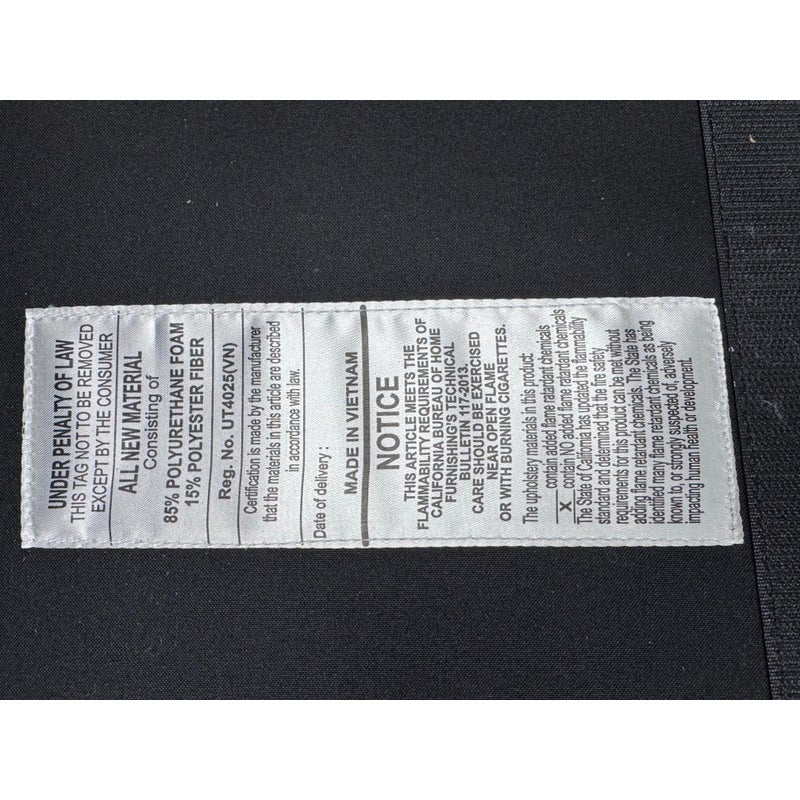 UNDER PENALTY OF LAW
THIS TAG NOT TO BE REMOVED
EXCEPT BY THE CONSUMER
ALL NEW MATERIAL
Consisting of
85% POLYURETHANE FOAM
15% POLYESTER FIBER
Reg. No. UT4025(VN)
Certification is made by the manufacturer
that the materials in this article are described
in accordance with law.
Date of delivery :
MADE IN VIETNAM
NOTICE
THIS ARTICLE MEETS THE
FLAMMABILITY REQUIREMENTS OF
CALIFORNIA BUREAU OF HOME
FURNISHING'S TECHNICAL
BULLETIN 117-2013.
CARE SHOULD BE EXERCISED
NEAR OPEN FLAME
OR WITH BURNING CIGARETTES.
The upholstery materials in this product:
contain added flame retardant chemicals
X contain NO added flame retardant chemicals
The State of California has updated the flammability
standard and determined that the fire safety
requirements for this product can be met without
adding flame retardant chemicals. The State has
identified many flame retardant chemicals as being
known to, or strongly suspected of, adversely
impacting human health or development.